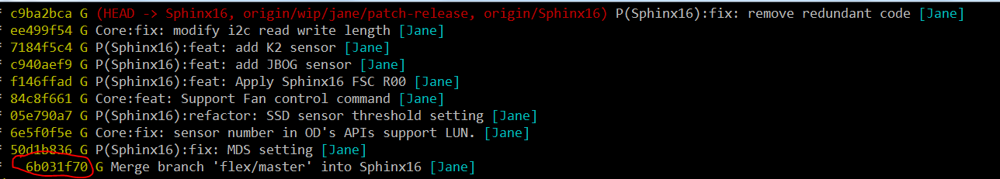 c9ba2bca G (HEAD -> Sphinx16, origin/wip/jane/patch-release, origin/Sphinx16) P(Sphinx16):fix: remove redundant code [Jane]
ee499f54 G Core:fix: modify i2c read write length [Jane]
7184f5c4 G P(Sphinx16):feat: add K2 sensor [Jane]
c940aef9 G P(Sphinx16):feat: add JBOG sensor [Jane]
f146ffad G P(Sphinx16):feat: Apply Sphinx16 FSC R00 [Jane]
84c8f661 G Core:feat: Support Fan control command [Jane]
05e790a7 G P(Sphinx16):refactor: SSD sensor threshold setting [Jane]
6e5f0f5e G Core:fix: sensor number in OD's APIs support LUN. [Jane]
50d1b836 G P(Sphinx16):fix: MDS setting [Jane]
6b031f70 G Merge branch 'flex/master' into Sphinx16 [Jane]